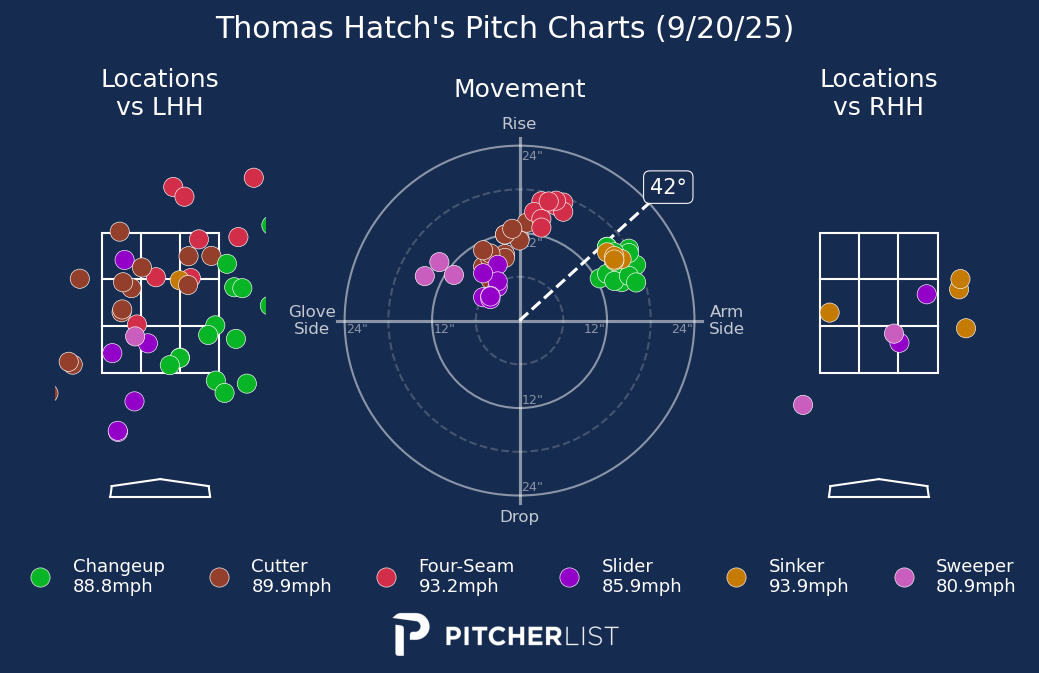 Thomas Hatch's Pitch Charts (9/20/25)
Locations
vs LHH
Movement
Locations
vs RHH
Rise
24"
42°
12"
Glove
Side
24"
12"
12"
24"
Arm
Side
12"
24"
Drop
Changeup
88.8mph
Cutter
89.9mph
Four-Seam
93.2mph
Slider
85.9mph
Sinker
93.9mph
Sweeper
80.9mph
PITCHERLIST